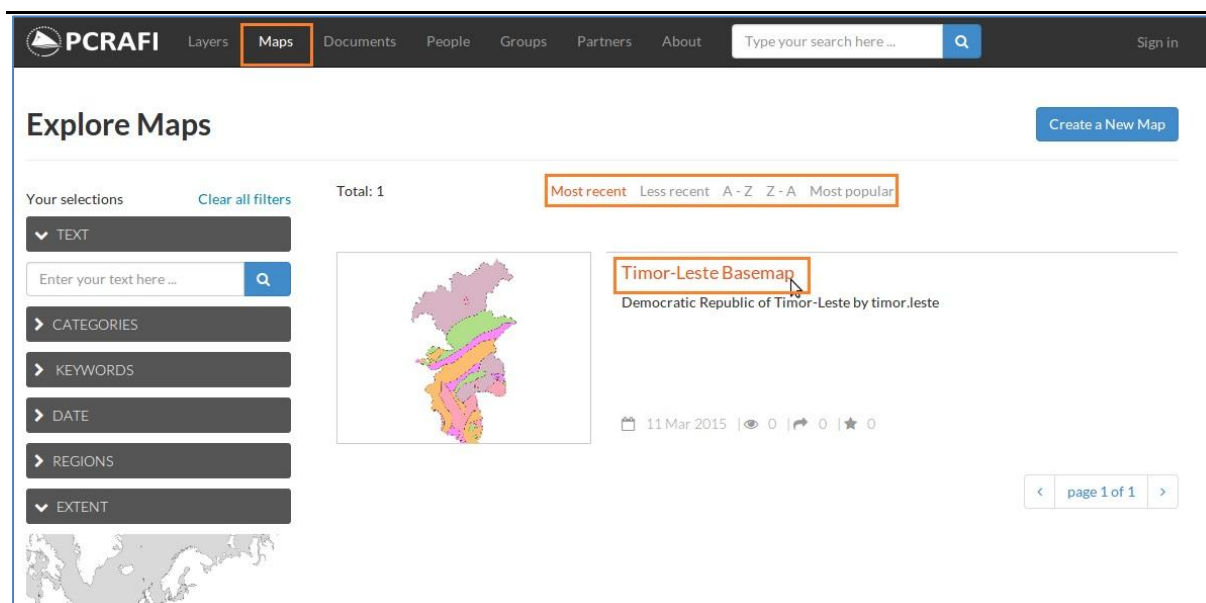 PCRAFI Layers Maps Documents People Groups Partners About Type your search here ... Sign in
Explore Maps
Create a New Map
Your selections Clear all filters
Total: 1
Most recent Less recent A - Z Z - A Most popular
TEXT
Enter your text here ...
CATEGORIES
KEYWORDS
DATE
REGIONS
EXTENT
Timor-Leste Basemap
Democratic Republic of Timor-Leste by timor.leste
11 Mar 2015 | 0 | 0 | 0
< page 1 of 1 >